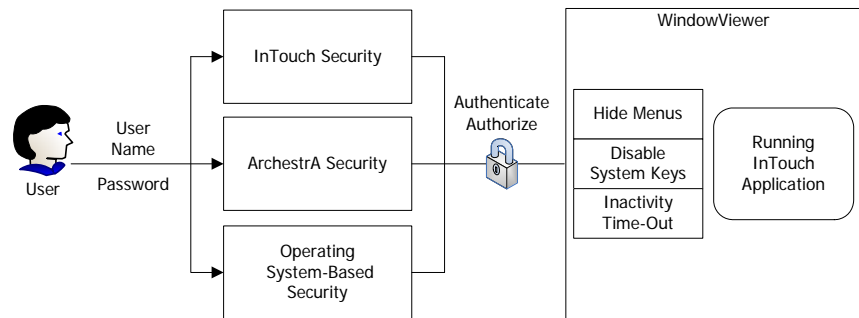 WindowViewer
InTouch Security
Authenticate
Authorize
Hide Menus
User
Name
Running
InTouch
Application
Disable
System Keys
ArchestrA Security
Password
User
Inactivity
Time-Out
Operating
System-Based
Security